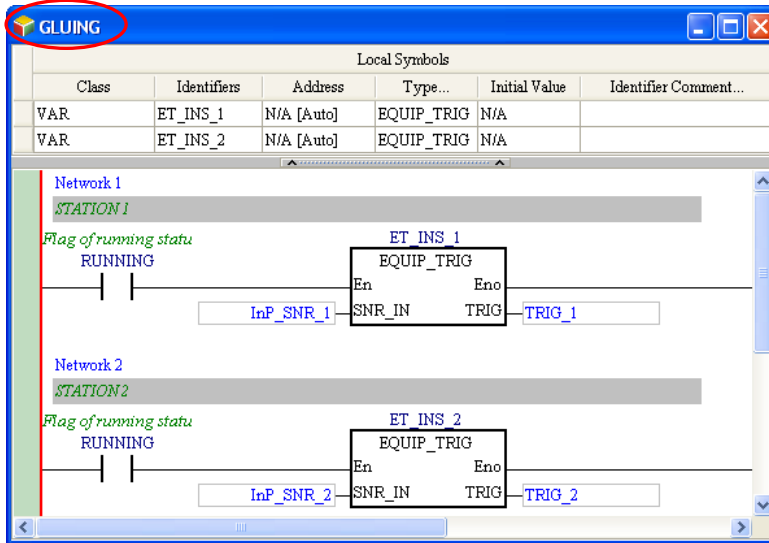 GLUING
Local Symbols
Class Identifiers Address Type... Initial Value Identifier Comment...
VAR ET_INS_1 N/A [Auto] EQUIP_TRIG N/A
VAR ET_INS_2 N/A [Auto] EQUIP_TRIG N/A
Network 1
STATION 1
Flag of running statu ET_INS_1
RUNNING EQUIP_TRIG
En Eno
InP_SNR_1 SNR_IN TRIG TRIG_1
Network 2
STATION 2
Flag of running statu ET_INS_2
RUNNING EQUIP_TRIG
En Eno
InP_SNR_2 SNR_IN TRIG TRIG_2